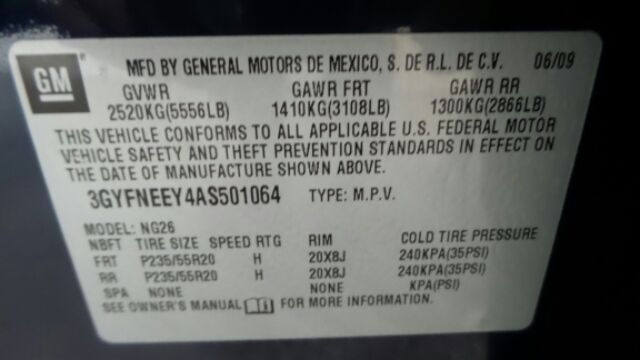 GM
MFD BY GENERAL MOTORS DE MEXICO, S. DE R.L. DE C.V. 06/09
GVWR GAWR FRT GAWR RR
2520KG(5556LB) 1410KG(3108LB) 1300KG(2866LB)
THIS VEHICLE CONFORMS TO ALL APPLICABLE U.S. FEDERAL MOTOR
VEHICLE SAFETY AND THEFT PREVENTION STANDARDS IN EFFECT ON
THE DATE OF MANUFACTURE SHOWN ABOVE.
3GYFNEEY4AS501064 TYPE: M.P.V.
MODEL: NG26
NBFT TIRE SIZE SPEED RTG RIM COLD TIRE PRESSURE
FRT P235/55R20 H 20X8J 240KPA(35PSI)
RR P235/55R20 H 20X8J 240KPA(35PSI)
SPA NONE NONE KPA(PSI)
SEE OWNER'S MANUAL FOR MORE INFORMATION.